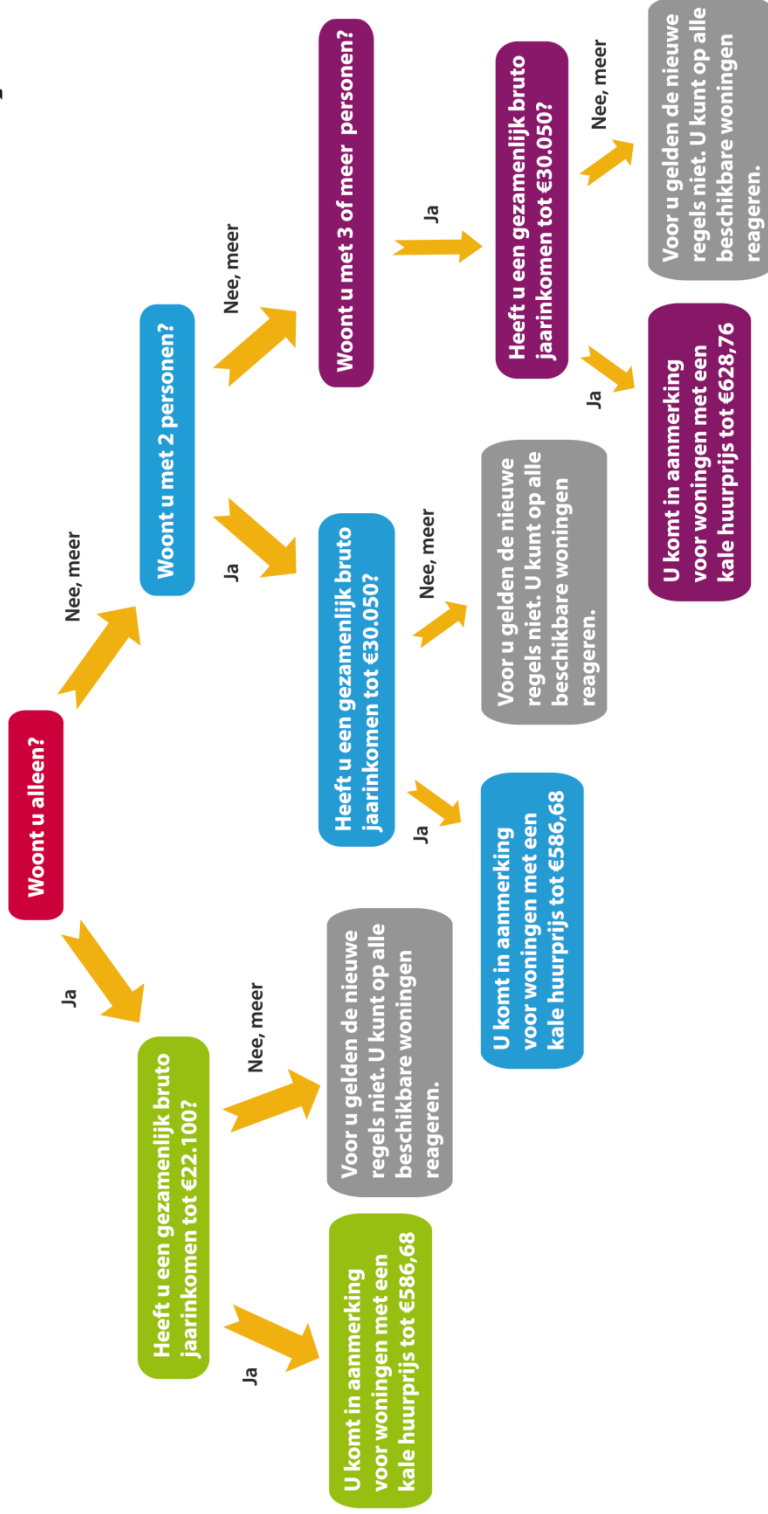 Woont u alleen?
Ja
Nee, meer
Heeft u een gezamenlijk bruto
jaarinkomen tot €22.100?
Woont u met 2 personen?
Ja
Nee, meer
Ja
Nee, meer
U komt in aanmerking
voor woningen met een
kale huurprijs tot €586,68
Voor u gelden de nieuwe
regels niet. U kunt op alle
beschikbare woningen
reageren.
Heeft u een gezamenlijk bruto
jaarinkomen tot €30.050?
Woont u met 3 of meer personen?
Ja
Nee, meer
Ja
U komt in aanmerking
voor woningen met een
kale huurprijs tot €586,68
Voor u gelden de nieuwe
regels niet. U kunt op alle
beschikbare woningen
reageren.
Heeft u een gezamenlijk bruto
jaarinkomen tot €30.050?
Ja
Nee, meer
U komt in aanmerking
voor woningen met een
kale huurprijs tot €628,76
Voor u gelden de nieuwe
regels niet. U kunt op alle
beschikbare woningen
reageren.